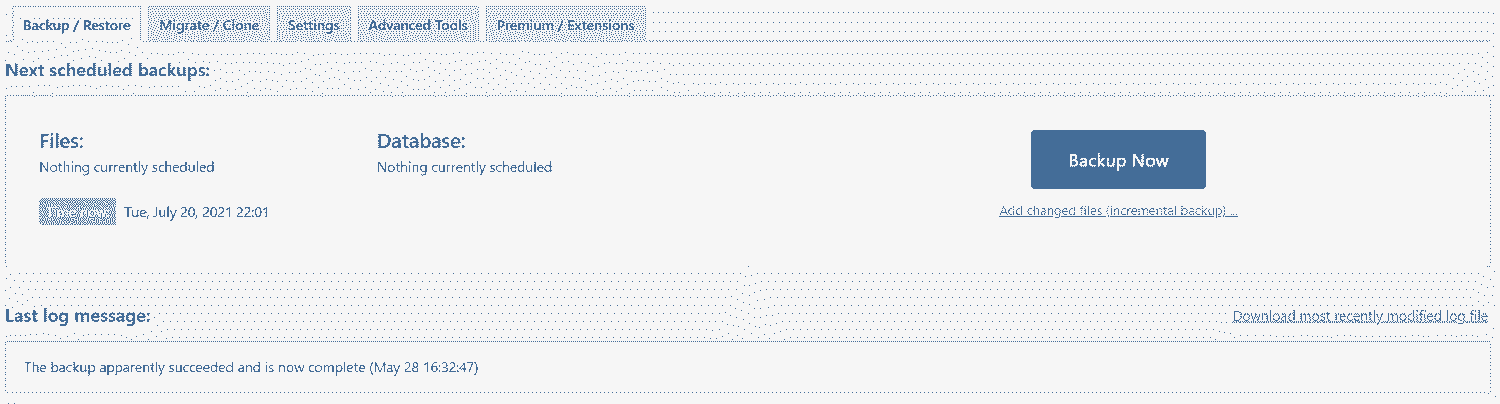 Backup / Restore Migrate / Clone Settings Advanced Tools Premium / Extensions
Next scheduled backups:
Files: Database:
Nothing currently scheduled Nothing currently scheduled
Backup Now
Time now: Tue, July 20, 2021 22:01
Add changed files (incremental backup) ...
Last log message: Download most recently modified log file
The backup apparently succeeded and is now complete (May 28 16:32:47)